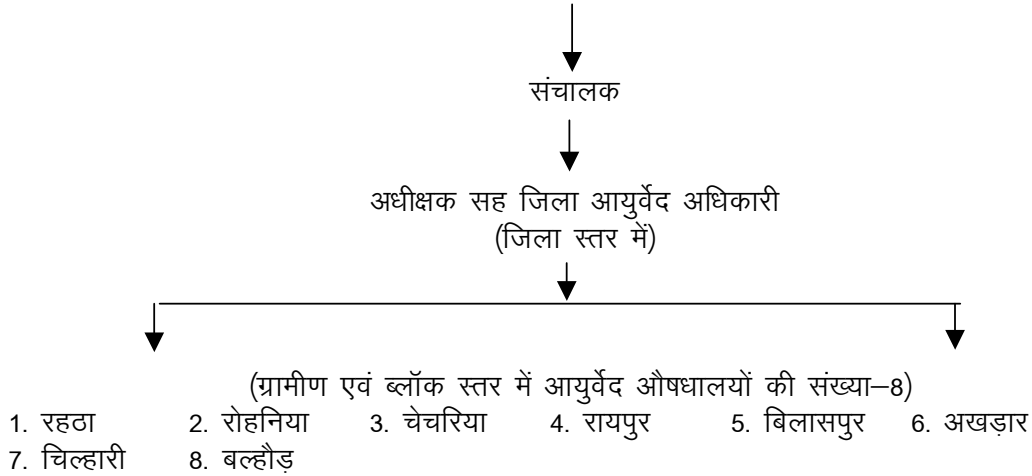 संचालक
अधीक्षक सह जिला आयुर्वेद अधिकारी
(जिला स्तर में)
(ग्रामीण एवं ब्लॉक स्तर में आयुर्वेद औषधालयों की संख्या–8)
1. रहठा 2. रोहनिया 3. चेचरिया 4. रायपुर 5. बिलासपुर 6. अखड़ार
7. चिल्हारी 8. बल्हौड़